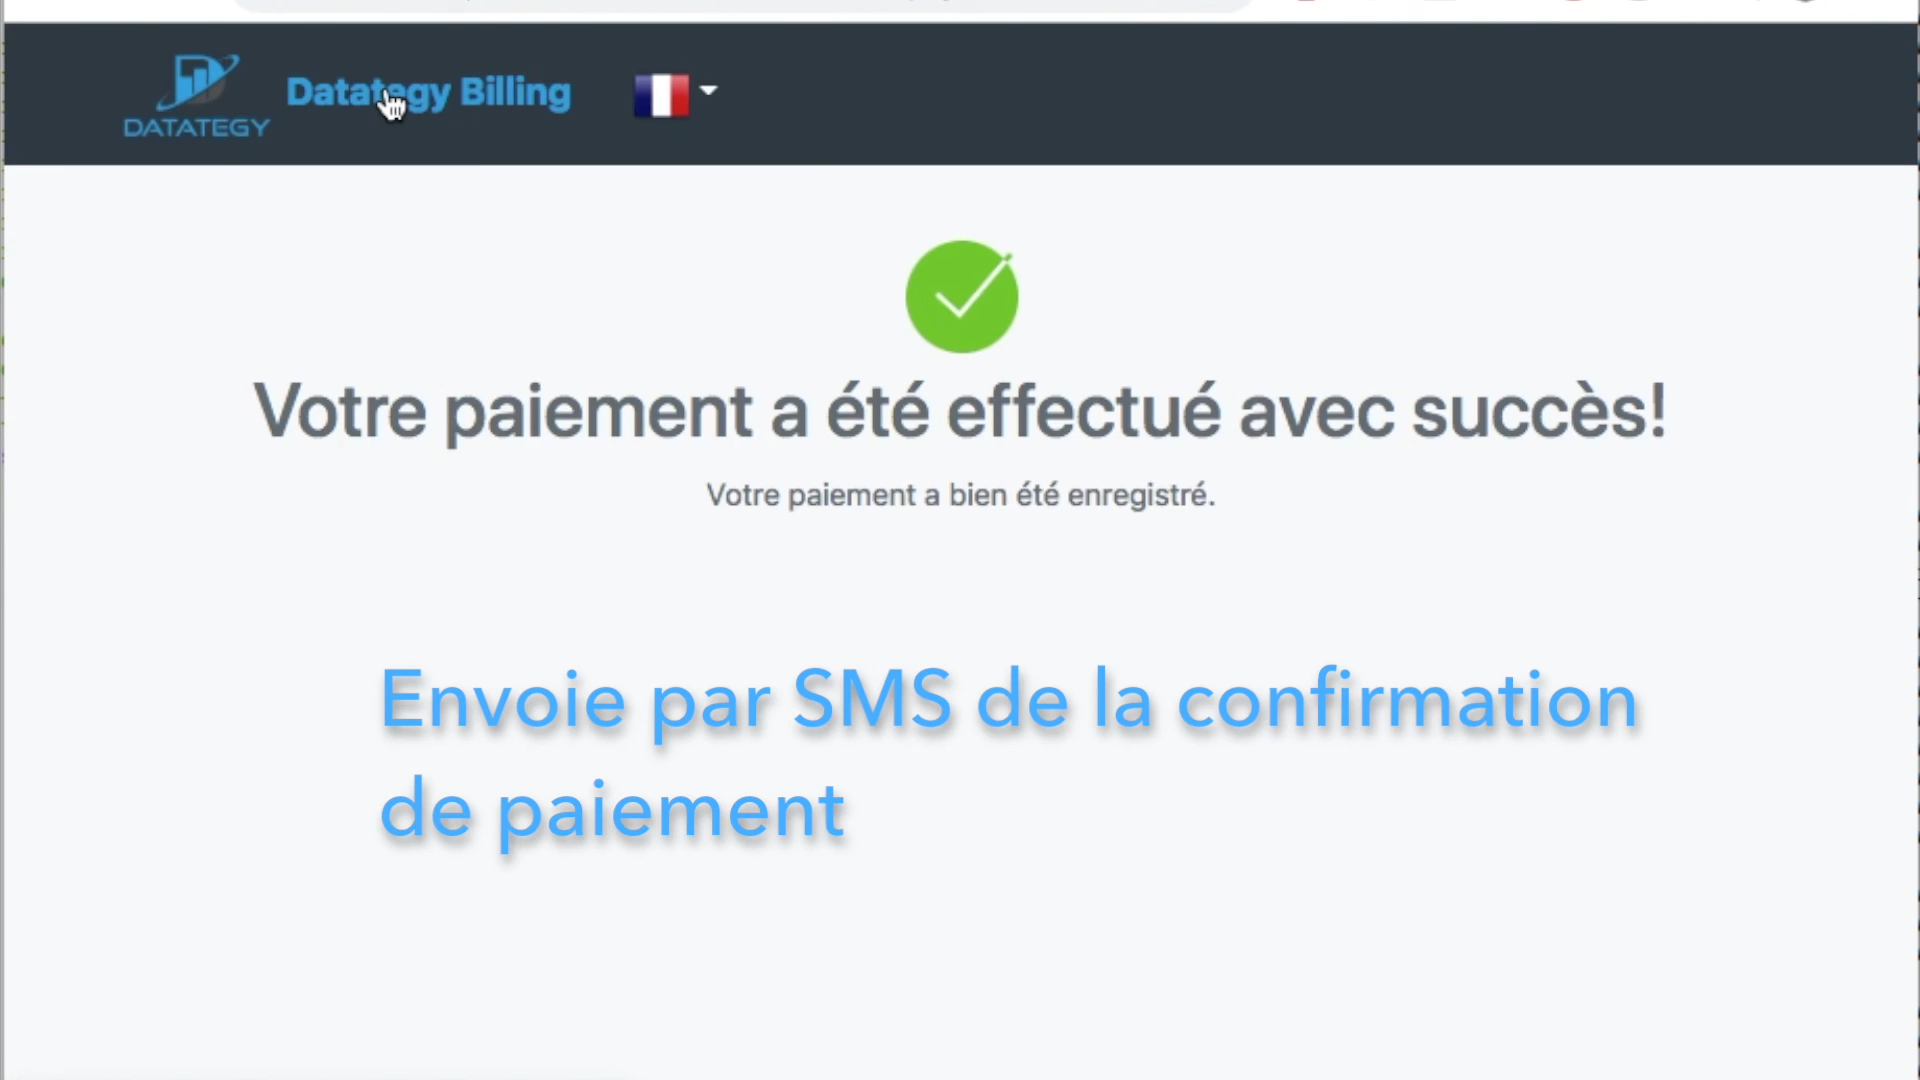 DATATEGY
Datategy Billing
Votre paiement a été effectué avec succès!
Votre paiement a bien été enregistré.
Envoie par SMS de la confirmation
de paiement